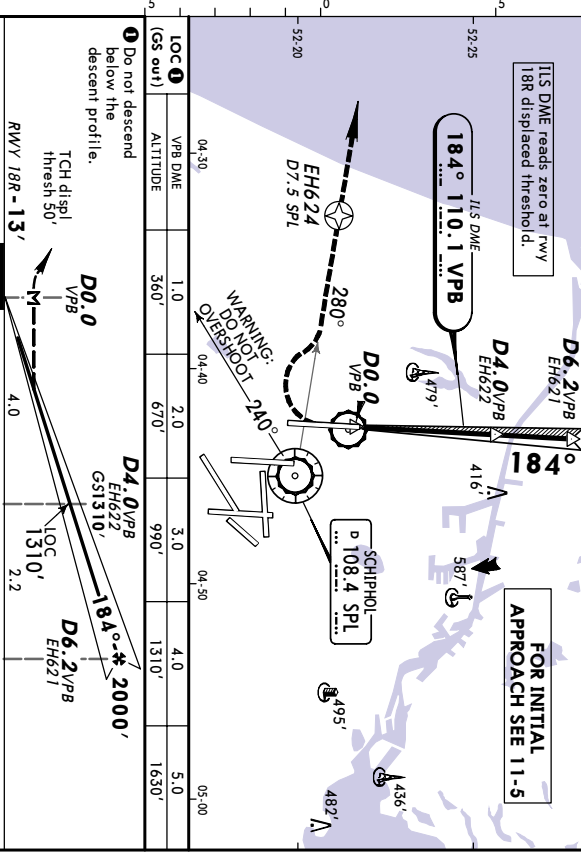 5
0
5
ILS DME reads zero at rwy
18R displaced threshold.
52-20
52-25
ILS DME
184° 110.1 VPB
D6.2VPB
EH621
D4.0VPB
EH622
184°
D0.0
VPB
479'
416'
587'
FOR INITIAL
APPROACH SEE 11-5
EH624
D7.5 SPL
280°
WARNING:
DO NOT
OVERSHOOT
240°
SCHIPHOL
D 108.4 SPL
495'
436'
482'
04-30
04-40
04-50
05-00
LOC ❶
(GS out)
VPB DME
1.0
2.0
3.0
4.0
5.0
ALTITUDE
360'
670'
990'
1310'
1630'
❶ Do not descend
below the
descent profile.
TCH displ
thresh 50'
RWY 18R -13'
D0.0
VPB
M
D4.0VPB
EH622
GS1310'
LOC
1310'
184°
2000'
D6.2VPB
EH621
4.0
2.2